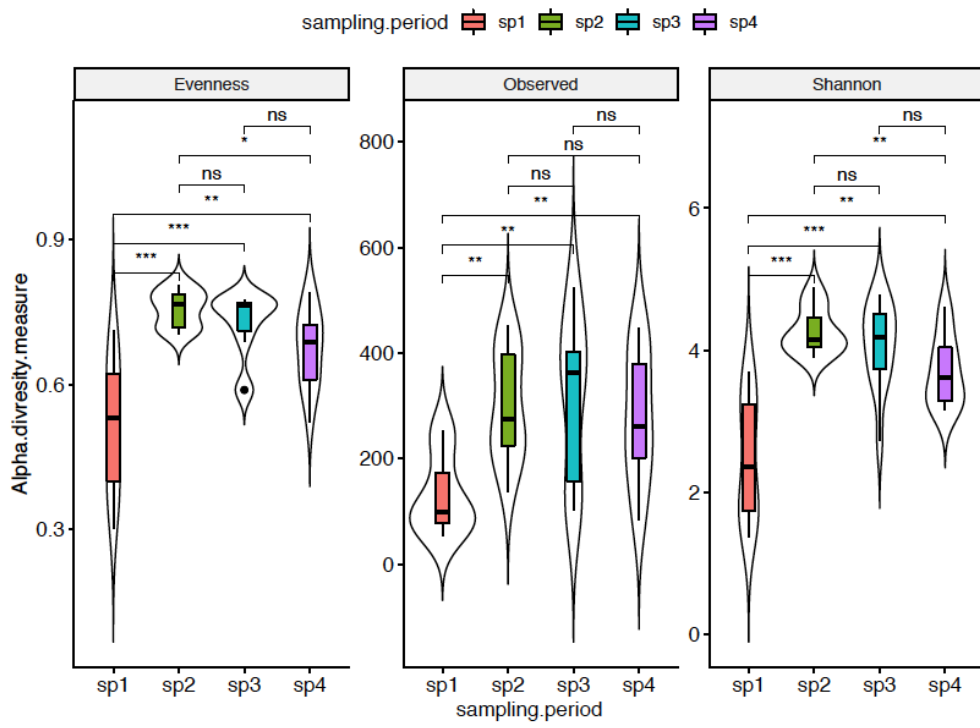 sampling.period sp1 sp2 sp3 sp4
Evenness Observed Shannon
Alpha.divresity.measure
0.9
0.6
0.3
ns
*
ns
**
***
***
sp1 sp2 sp3 sp4
800
600
400
200
0
ns
ns
ns
**
**
**
sp1 sp2 sp3 sp4
6
4
2
0
ns
**
ns
**
***
***
sp1 sp2 sp3 sp4
sampling.period